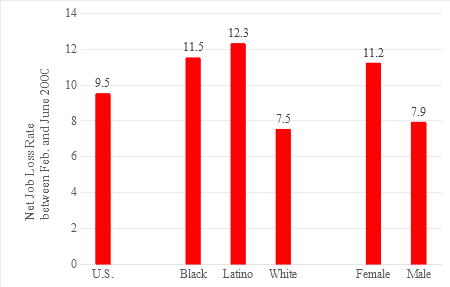 Net Job Loss Rate
between Feb. and June 2000
14
12
10
8
6
4
2
0
9.5
11.5
12.3
7.5
11.2
7.9
U.S.
Black
Latino
White
Female
Male